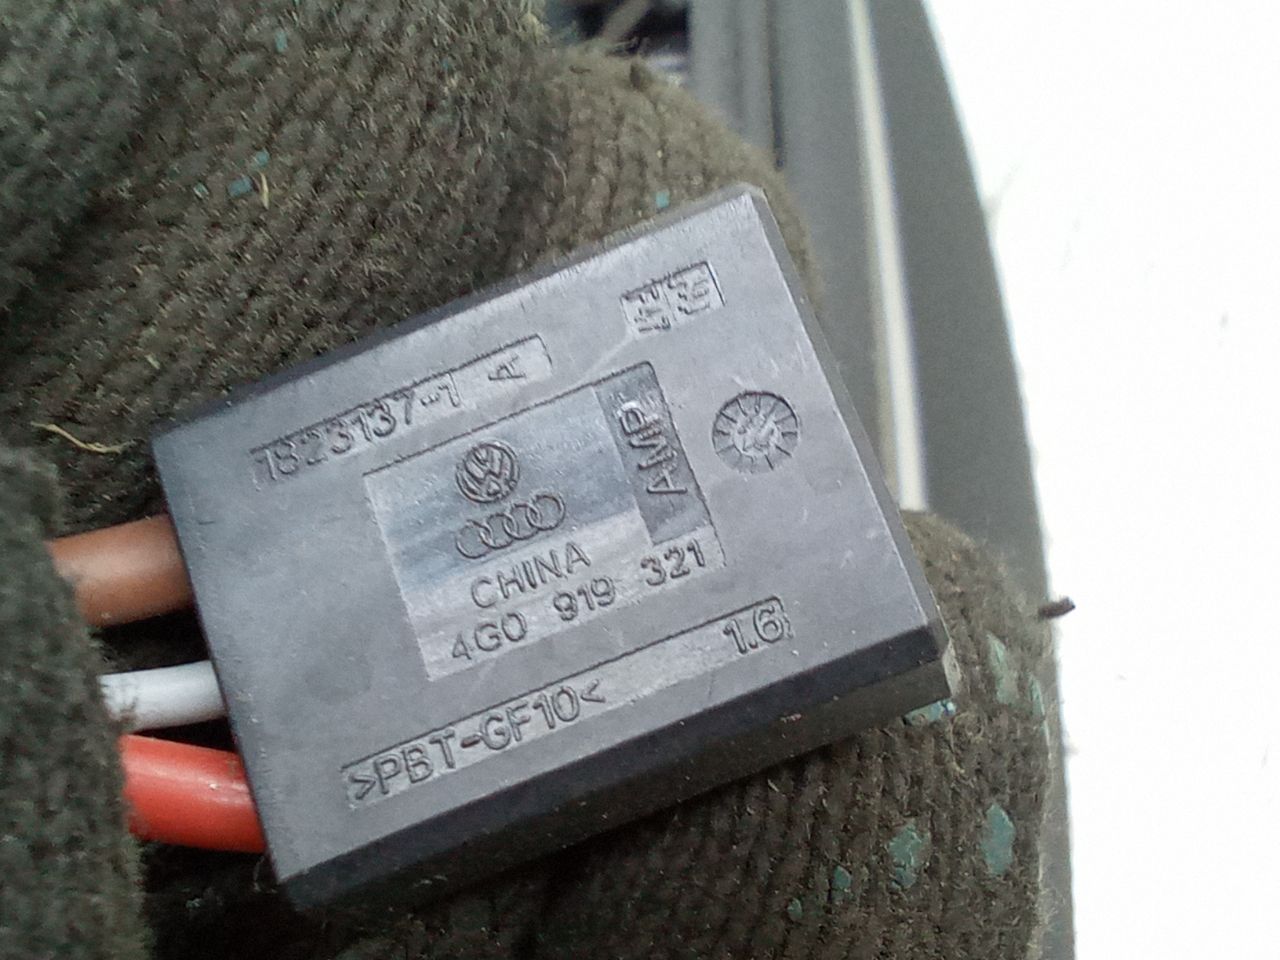 1823137-1 A
AMP
CHINA
4G0 919 321
>PBT-GF10<
1.6